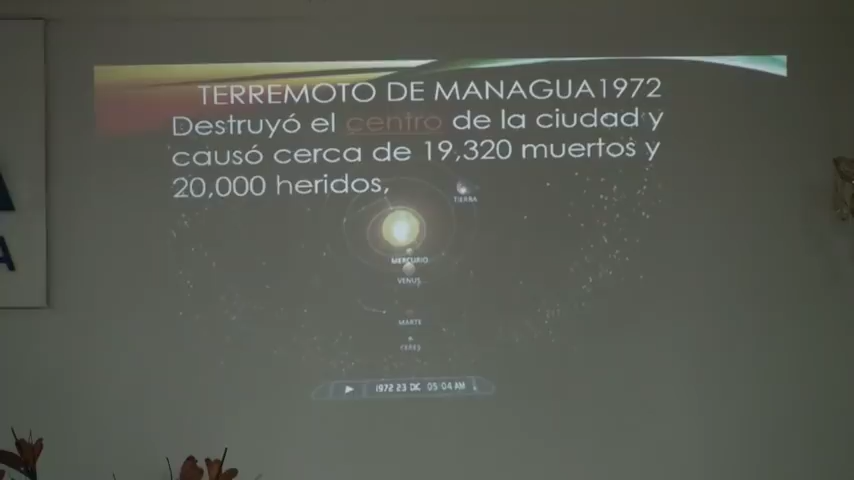 TERREMOTO DE MANAGUA1972
Destruyó el centro de la ciudad y
causó cerca de 19,320 muertos y
20,000 heridos,
TIERRA
MERCURIO
VENUS
MARTE
CERES
1972 23 DIC 05:04 AM
A
A